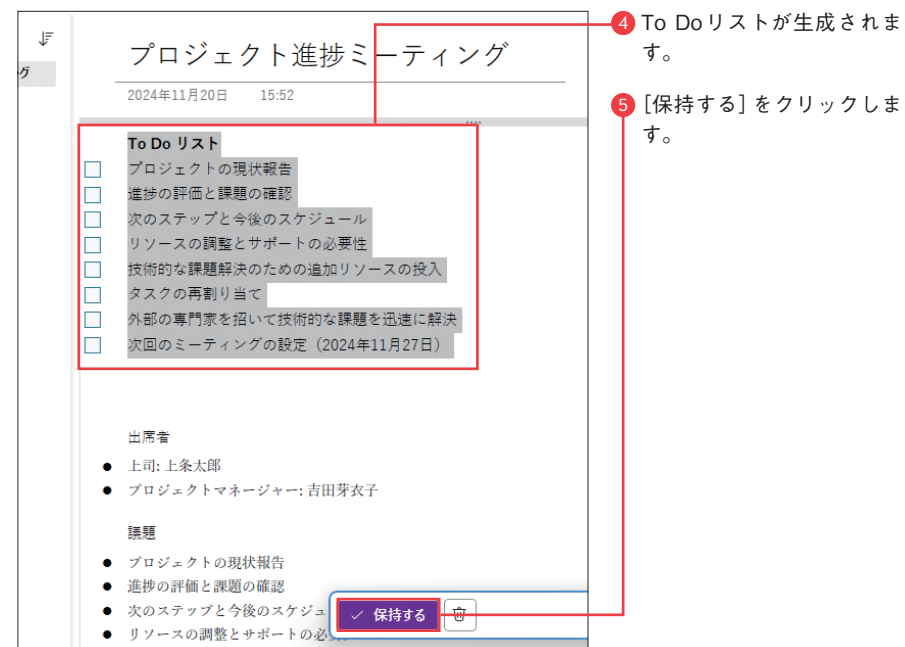 プロジェクト進捗ミーティング
2024年11月20日 15:52
To Do リスト
プロジェクトの現状報告
進捗の評価と課題の確認
次のステップと今後のスケジュール
リソースの調整とサポートの必要性
技術的な課題解決のための追加リソースの投入
タスクの再割り当て
外部の専門家を招いて技術的な課題を迅速に解決
次回のミーティングの設定（2024年11月27日）
出席者
● 上司: 上条太郎
● プロジェクトマネージャー: 吉田芽衣子
議題
● プロジェクトの現状報告
● 進捗の評価と課題の確認
● 次のステップと今後のスケジュ
● リソースの調整とサポートの必
✓ 保持する
4 To Doリストが生成されま
す。
5 ［保持する］をクリックしま
す。